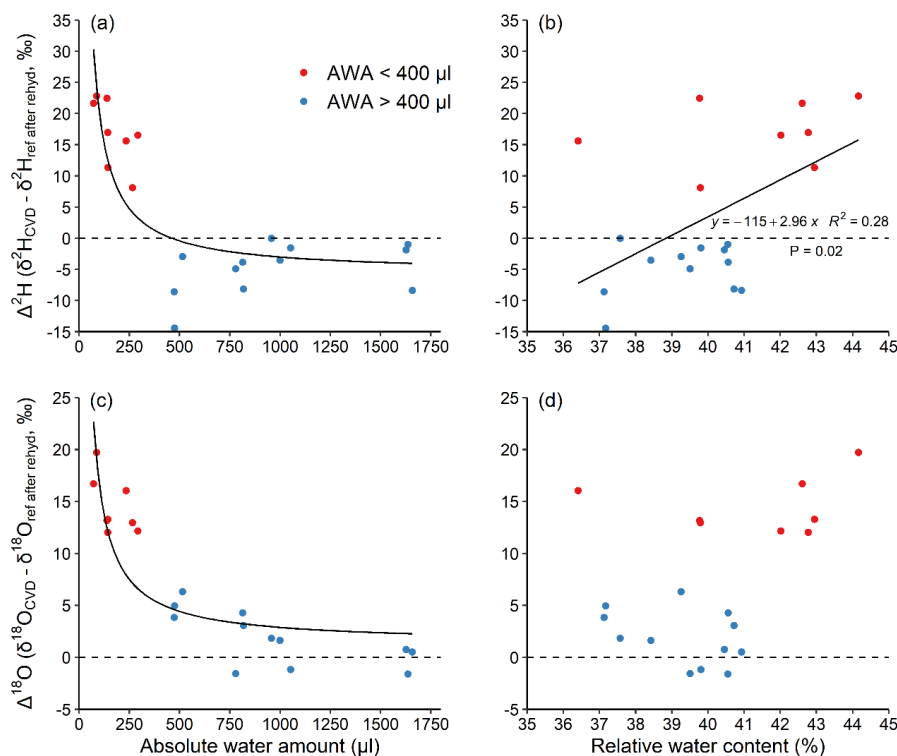 (a)
(b)
35
30
25
20
15
10
5
0
-5
-10
-15
Δ²H (δ²H_CVD - δ²H_ref after rehyd, ‰)
AWA < 400 µl
AWA > 400 µl
0 250 500 750 1000 1250 1500 1750
35
30
25
20
15
10
5
0
-5
-10
-15
y = −115 + 2.96 x R² = 0.28
P = 0.02
35 36 37 38 39 40 41 42 43 44 45
(c)
(d)
25
20
15
10
5
0
-5
Δ¹⁸O (δ¹⁸O_CVD - δ¹⁸O_ref after rehyd, ‰)
0 250 500 750 1000 1250 1500 1750
Absolute water amount (µl)
25
20
15
10
5
0
-5
35 36 37 38 39 40 41 42 43 44 45
Relative water content (%)